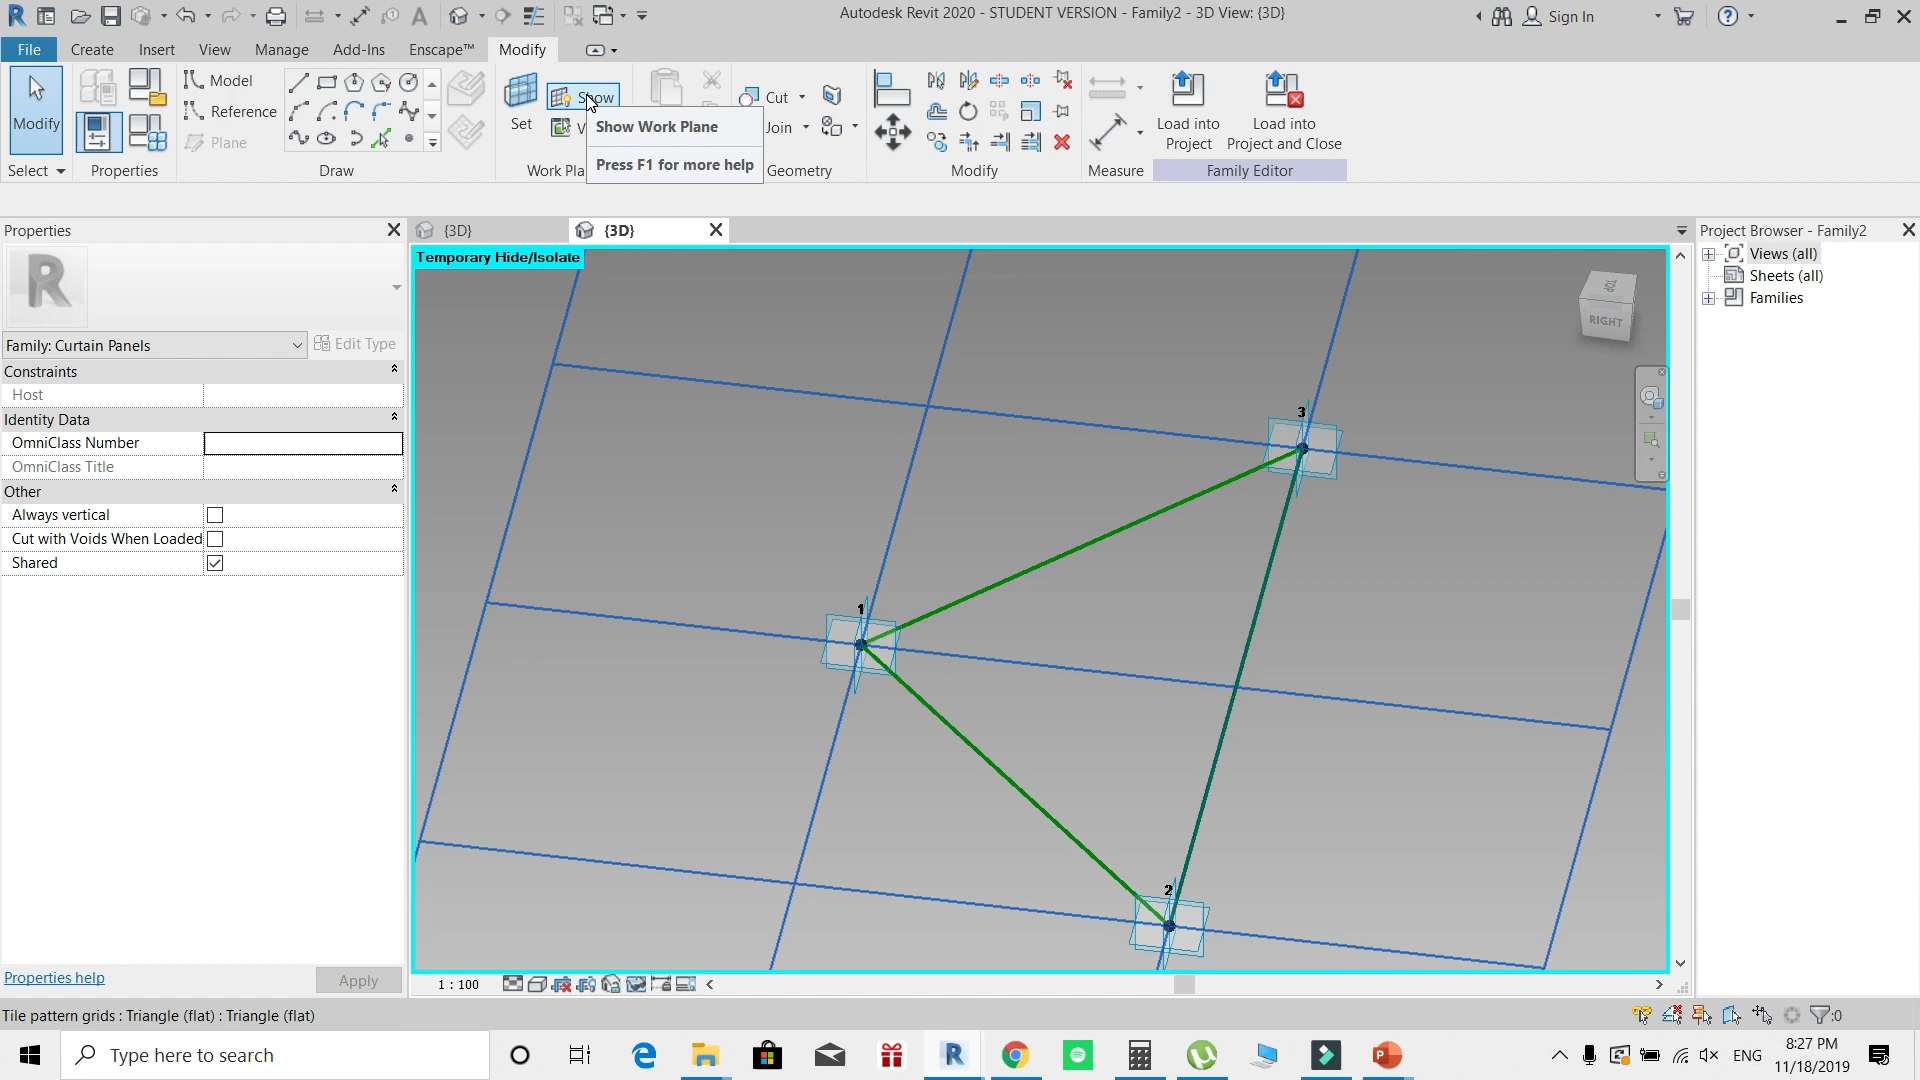 Autodesk Revit 2020 - STUDENT VERSION - Family2 - 3D View: {3D}
Sign In
File Create Insert View Manage Add-Ins Enscape™ Modify
Modify
Model
Reference
Plane
Set
Show
V
Show Work Plane
Press F1 for more help
Cut
Join
Load into
Project
Load into
Project and Close
Select
Properties
Draw
Work Pla
Geometry
Modify
Measure
Family Editor
Properties
{3D}
{3D}
Project Browser - Family2
Views (all)
Sheets (all)
Families
R
Family: Curtain Panels
Edit Type
Constraints
Host
Identity Data
OmniClass Number
OmniClass Title
Other
Always vertical
Cut with Voids When Loaded
Shared
Properties help
Apply
Temporary Hide/Isolate
TOP
RIGHT
3
1
2
1 : 100
Tile pattern grids : Triangle (flat) : Triangle (flat)
:0
Type here to search
ENG
8:27 PM
11/18/2019